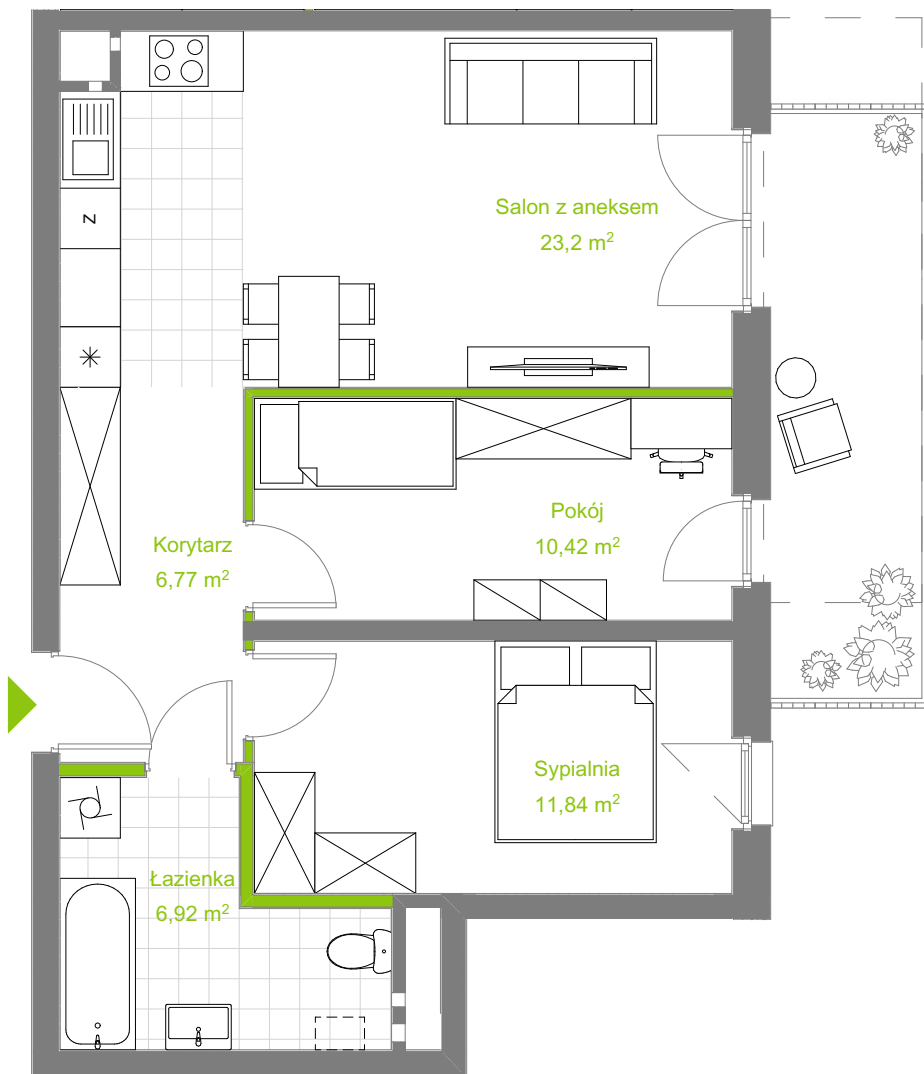 Salon z aneksem
23,2 m²
z
Pokój
10,42 m²
Korytarz
6,77 m²
Sypialnia
11,84 m²
Łazienka
6,92 m²